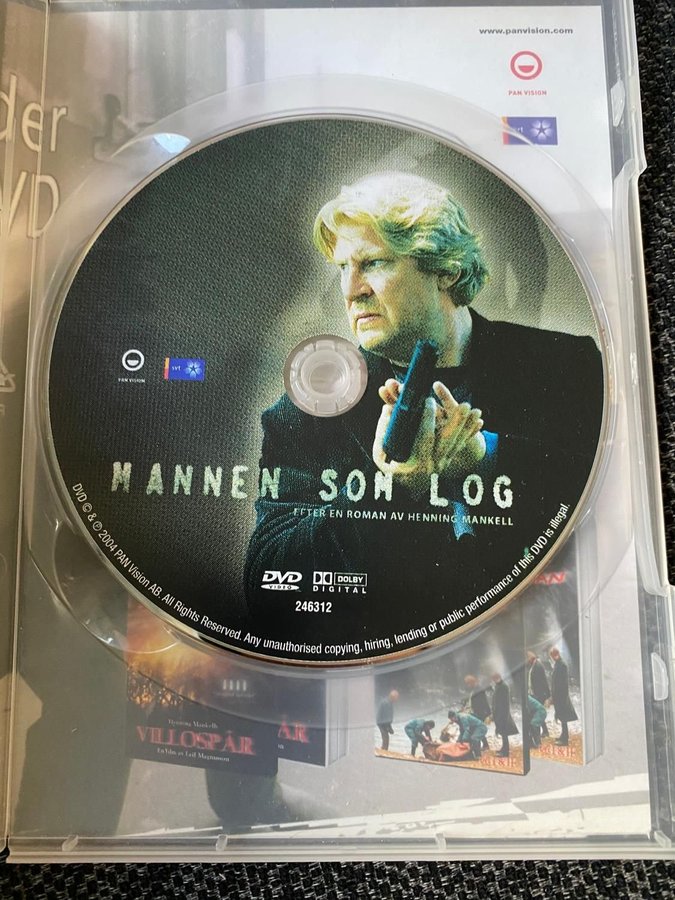 www.panvision.com
PAN VISION
svt
der
VD
PAN VISION
svt
MANNEN SOM LOG
EFTER EN ROMAN AV HENNING MANKELL
DVD VIDEO
DOLBY DIGITAL
246312
DVD © & ℗ 2004 PAN Vision AB. All Rights Reserved. Any unauthorised copying, hiring, lending or public performance of this DVD is illegal.
Henning Mankells
VILLOSPÅR
En film av Leif Magnusson